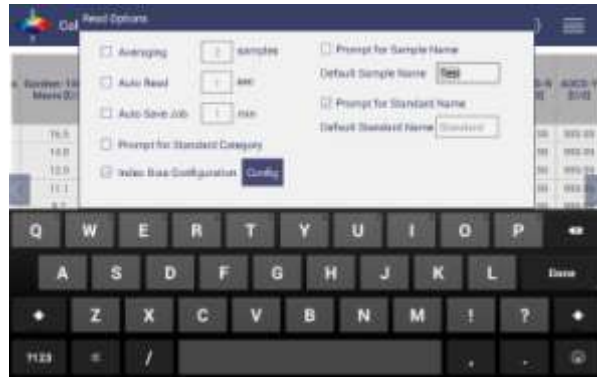 Read Options
Averaging 2 samples
Auto Read 1 sec
Auto Save Job 1 min
Prompt for Standard Category
Index Bias Configuration Config
Prompt for Sample Name
Default Sample Name Test
Prompt for Standard Name
Default Standard Name Standard
Q W E R T Y U I O P
A S D F G H J K L Done
Z X C V B N M ! ?
?123 / , .